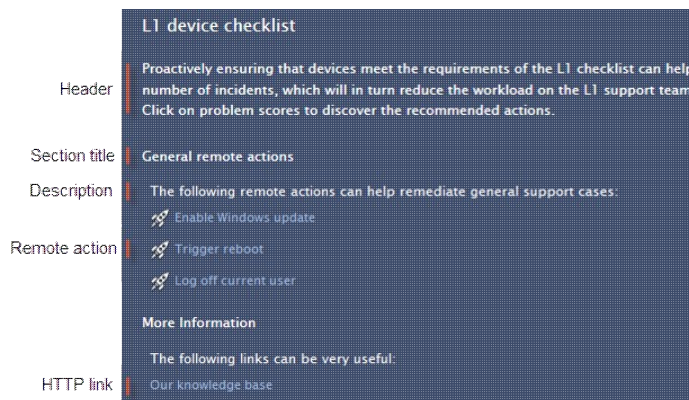 L1 device checklist
Header
Proactively ensuring that devices meet the requirements of the L1 checklist can help
number of incidents, which will in turn reduce the workload on the L1 support team
Click on problem scores to discover the recommended actions.
Section title
General remote actions
Description
The following remote actions can help remediate general support cases:
Enable Windows update
Remote action
Trigger reboot
Log off current user
More Information
The following links can be very useful:
HTTP link
Our knowledge base